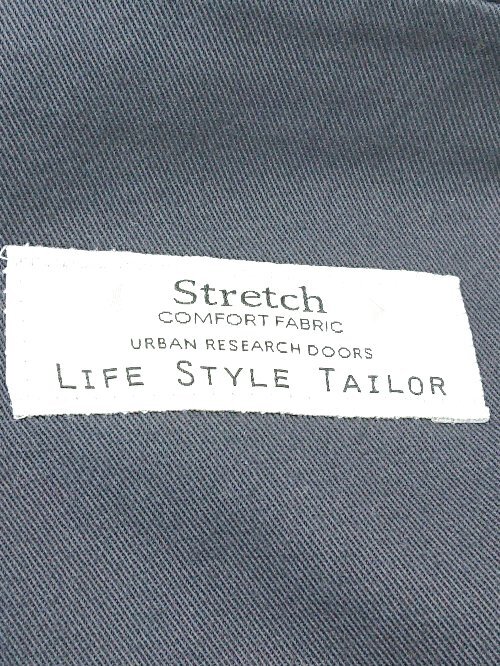 Stretch
COMFORT FABRIC
URBAN RESEARCH DOORS
LIFE STYLE TAILOR